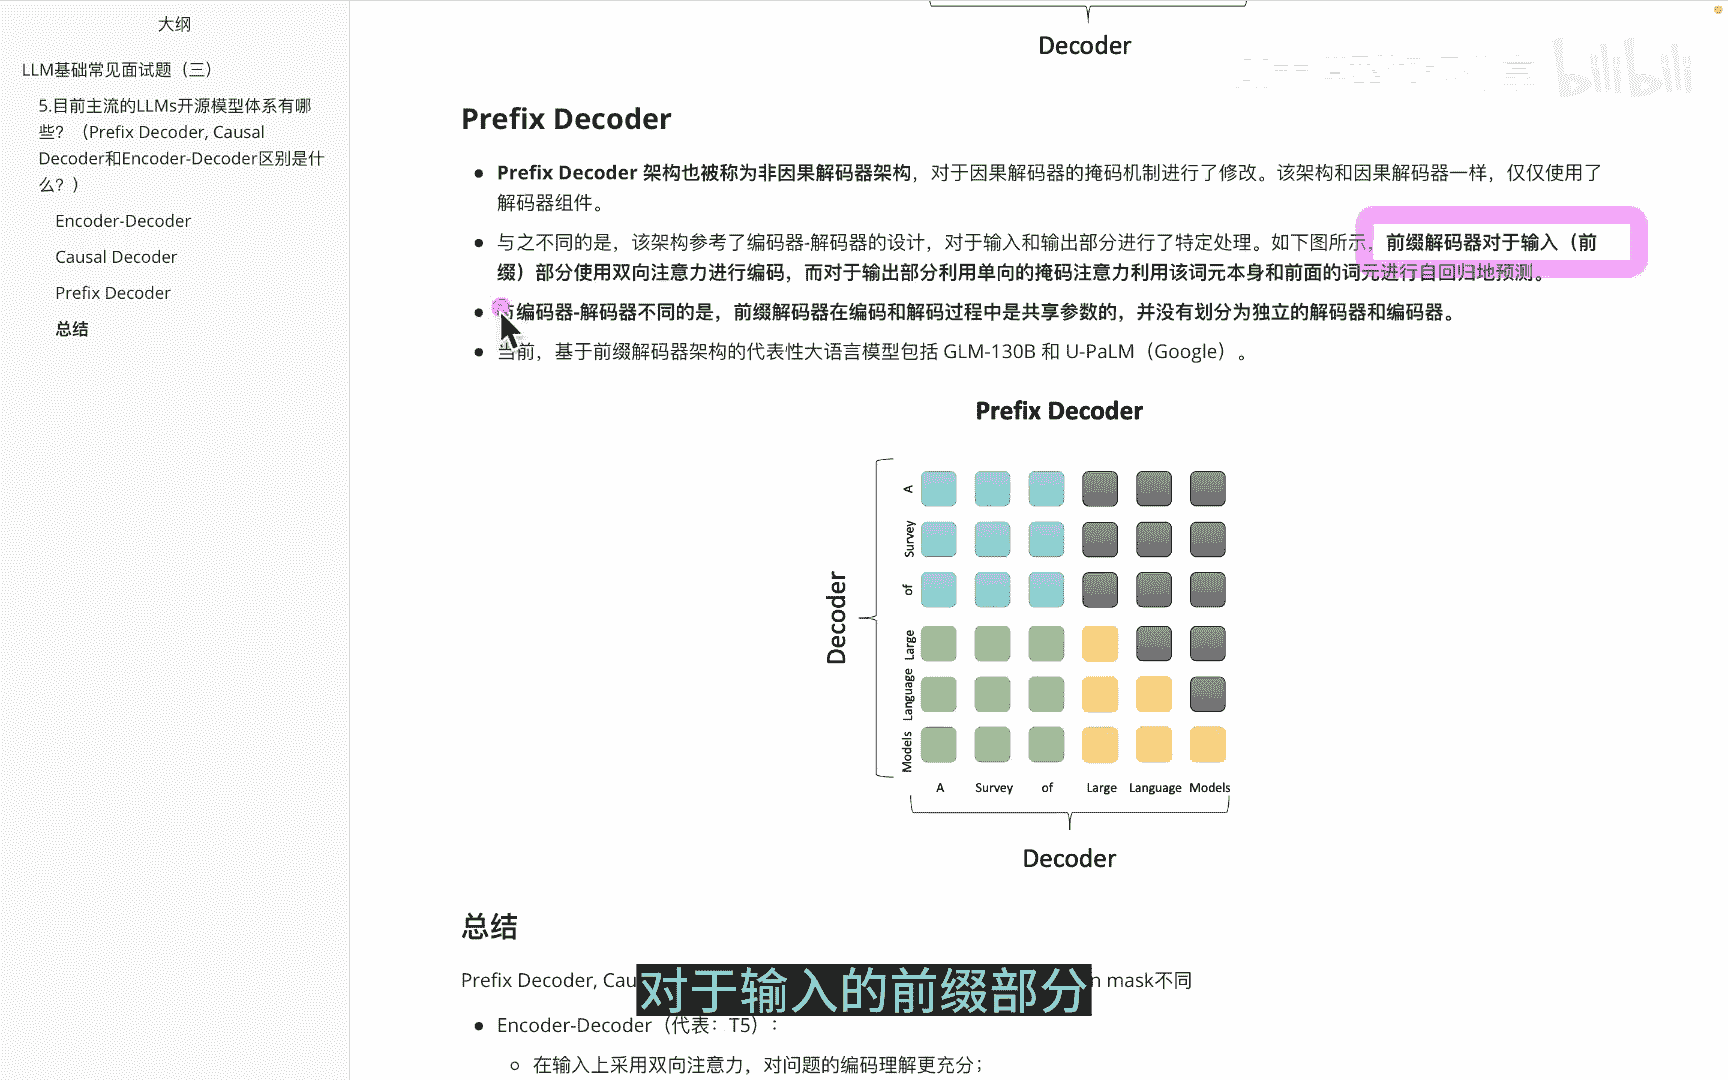 大纲
LLM基础常见面试题（三）
5.目前主流的LLMs开源模型体系有哪
些？（Prefix Decoder, Causal
Decoder和Encoder-Decoder区别是什
么？）
Encoder-Decoder
Causal Decoder
Prefix Decoder
总结
Decoder
bilibili
Prefix Decoder
Prefix Decoder 架构也被称为非因果解码器架构，对于因果解码器的掩码机制进行了修改。该架构和因果解码器一样，仅仅使用了
解码器组件。
与之不同的是，该架构参考了编码器-解码器的设计，对于输入和输出部分进行了特定处理。如下图所示，前缀解码器对于输入（前
缀）部分使用双向注意力进行编码，而对于输出部分利用单向的掩码注意力利用该词元本身和前面的词元进行自回归地预测。
编码器-解码器不同的是，前缀解码器在编码和解码过程中是共享参数的，并没有划分为独立的解码器和编码器。
当前，基于前缀解码器架构的代表性大语言模型包括 GLM-130B 和 U-PaLM（Google）。
Prefix Decoder
A
Survey
of
Large
Language
Models
Decoder
A Survey of Large Language Models
Decoder
总结
Prefix Decoder, Cau
mask不同
对于输入的前缀部分
Encoder-Decoder（代表：T5）：
在输入上采用双向注意力，对问题的编码理解更充分；